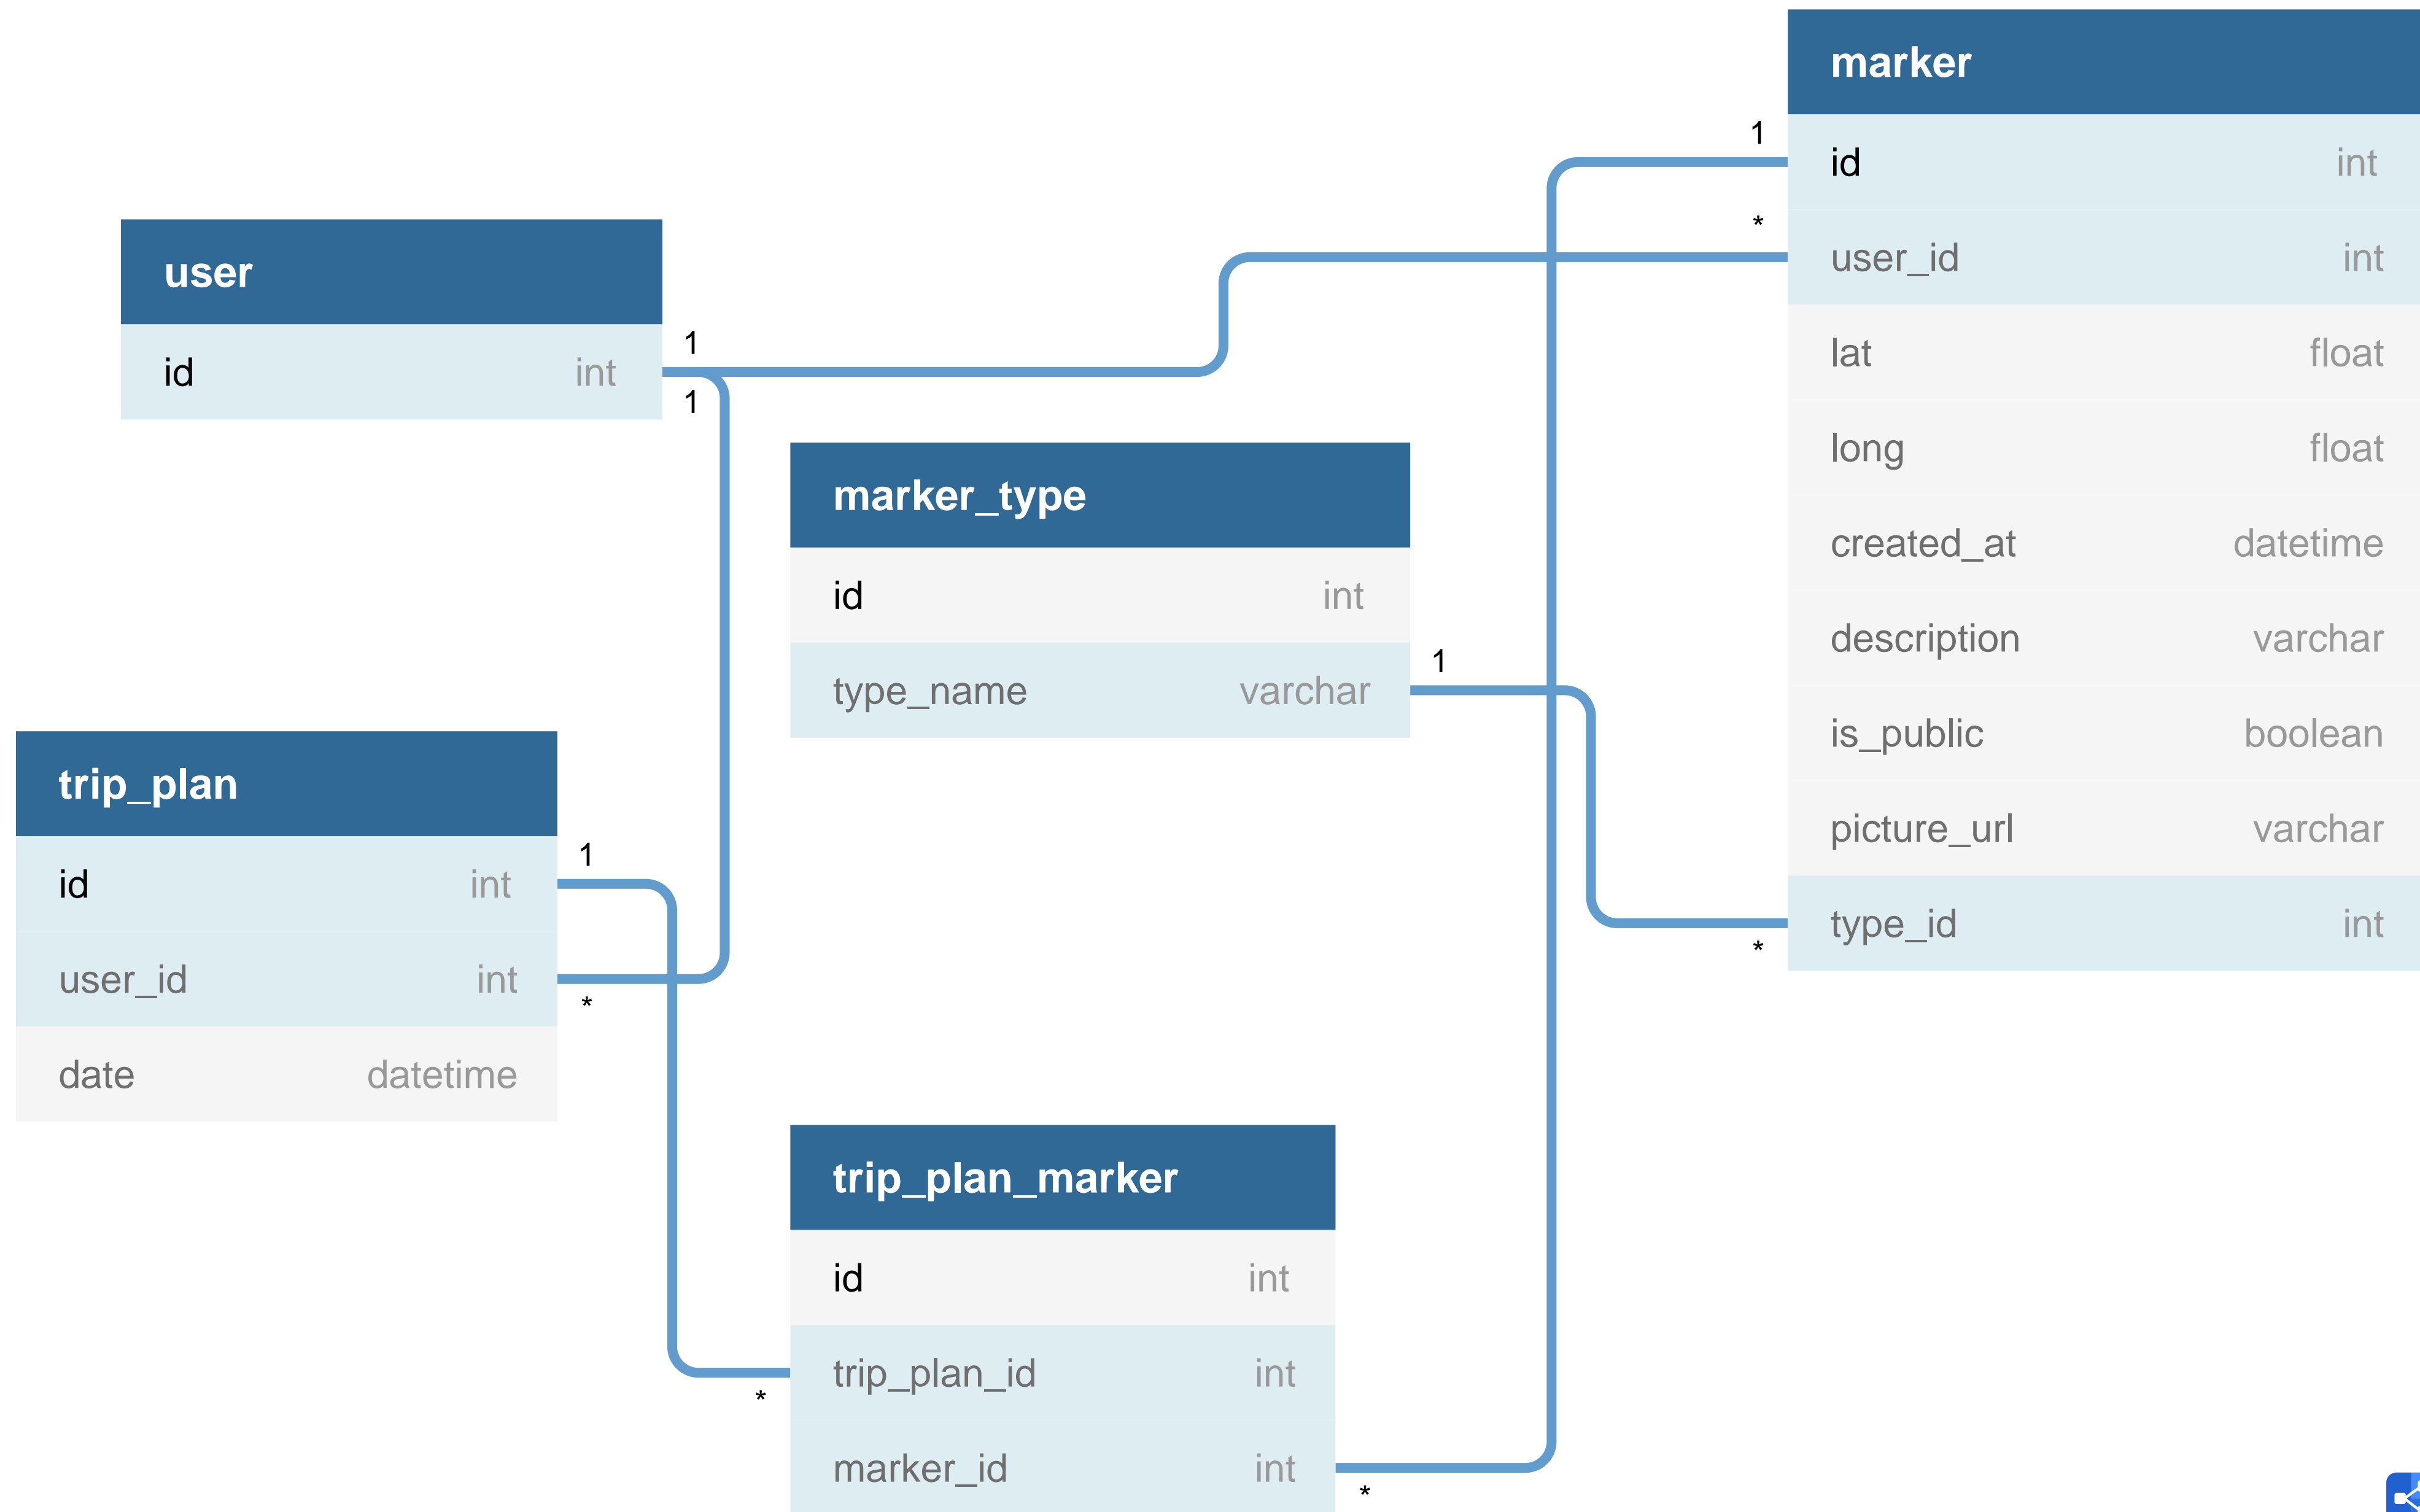 marker
1
id int
*
user_id int
lat float
long float
created_at datetime
description varchar
is_public boolean
picture_url varchar
type_id int
*
user
id int
1
1
marker_type
id int
type_name varchar
1
trip_plan
id int
1
user_id int
*
date datetime
trip_plan_marker
id int
trip_plan_id int
*
marker_id int
*